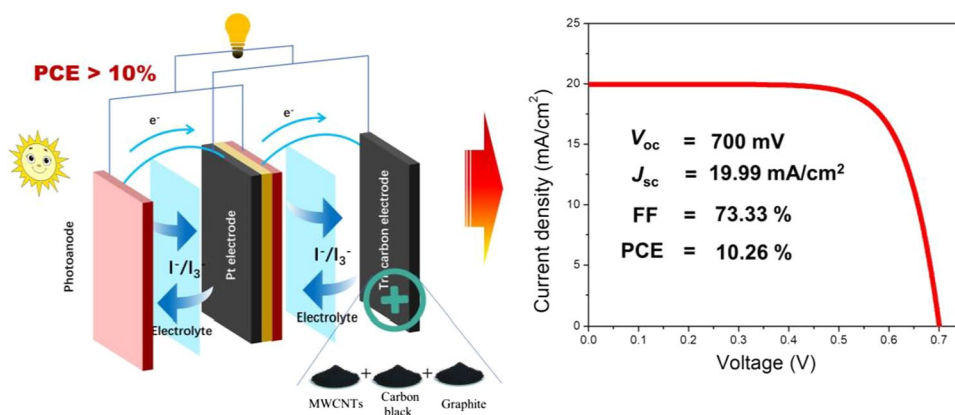 PCE > 10%
e-
e-
Photoanode
I-/I3-
Electrolyte
Pt electrode
I-/I3-
Electrolyte
carbon electrode
MWCNTs
+
Carbon
black
+
Graphite
Current density (mA/cm²)
25
20
15
10
5
0
Voc = 700 mV
Jsc = 19.99 mA/cm²
FF = 73.33 %
PCE = 10.26 %
0.0 0.1 0.2 0.3 0.4 0.5 0.6 0.7
Voltage (V)